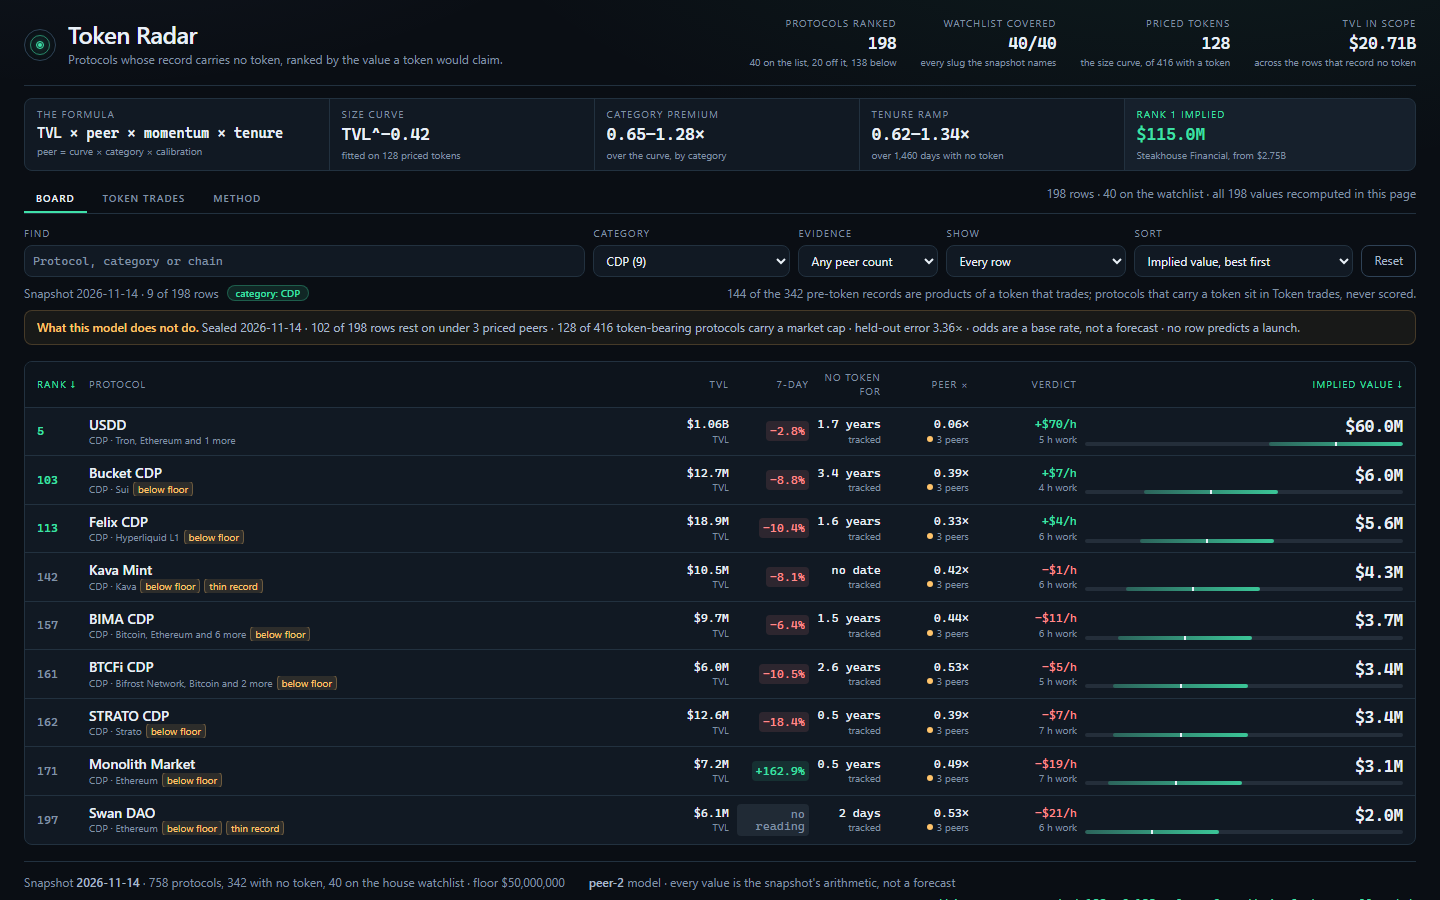 Token Radar
Protocols whose record carries no token, ranked by the value a token would claim.
PROTOCOLS RANKED
198
40 on the list, 20 off it, 138 below
WATCHLIST COVERED
40/40
every slug the snapshot names
PRICED TOKENS
128
the size curve, of 416 with a token
TVL IN SCOPE
$20.71B
across the rows that record no token
THE FORMULA
TVL × peer × momentum × tenure
peer = curve × category × calibration
SIZE CURVE
TVL^−0.42
fitted on 128 priced tokens
CATEGORY PREMIUM
0.65−1.28×
over the curve, by category
TENURE RAMP
0.62−1.34×
over 1,460 days with no token
RANK 1 IMPLIED
$115.0M
Steakhouse Financial, from $2.75B
BOARD TOKEN TRADES METHOD
198 rows · 40 on the watchlist · all 198 values recomputed in this page
FIND CATEGORY EVIDENCE SHOW SORT
Protocol, category or chain CDP (9) Any peer count Every row Implied value, best first Reset
Snapshot 2026-11-14 · 9 of 198 rows category: CDP
144 of the 342 pre-token records are products of a token that trades; protocols that carry a token sit in Token trades, never scored.
What this model does not do. Sealed 2026-11-14 · 102 of 198 rows rest on under 3 priced peers · 128 of 416 token-bearing protocols carry a market cap · held-out error 3.36× · odds are a base rate, not a forecast · no row predicts a launch.
RANK ↓ PROTOCOL TVL 7-DAY NO TOKEN FOR PEER × VERDICT IMPLIED VALUE ↓
5 USDD $1.06B −2.8% 1.7 years 0.06× +$70/h $60.0M
CDP · Tron, Ethereum and 1 more TVL tracked 3 peers 5 h work
103 Bucket CDP $12.7M −8.8% 3.4 years 0.39× +$7/h $6.0M
CDP · Sui below floor TVL tracked 3 peers 4 h work
113 Felix CDP $18.9M −10.4% 1.6 years 0.33× +$4/h $5.6M
CDP · Hyperliquid L1 below floor TVL tracked 3 peers 6 h work
142 Kava Mint $10.5M −8.1% no date 0.42× −$1/h $4.3M
CDP · Kava below floor thin record TVL tracked 3 peers 6 h work
157 BIMA CDP $9.7M −6.4% 1.5 years 0.44× −$11/h $3.7M
CDP · Bitcoin, Ethereum and 6 more below floor TVL tracked 3 peers 6 h work
161 BTCFi CDP $6.0M −10.5% 2.6 years 0.53× −$5/h $3.4M
CDP · Bifrost Network, Bitcoin and 2 more below floor TVL tracked 3 peers 5 h work
162 STRATO CDP $12.6M −18.4% 0.5 years 0.39× −$7/h $3.4M
CDP · Strato below floor TVL tracked 3 peers 7 h work
171 Monolith Market $7.2M +162.9% 0.5 years 0.49× −$19/h $3.1M
CDP · Ethereum below floor TVL tracked 3 peers 7 h work
197 Swan DAO $6.1M no reading 2 days 0.53× −$21/h $2.0M
CDP · Ethereum below floor thin record TVL tracked 3 peers 6 h work
Snapshot 2026-11-14 · 758 protocols, 342 with no token, 40 on the house watchlist · floor $50,000,000 peer-2 model · every value is the snapshot's arithmetic, not a forecast